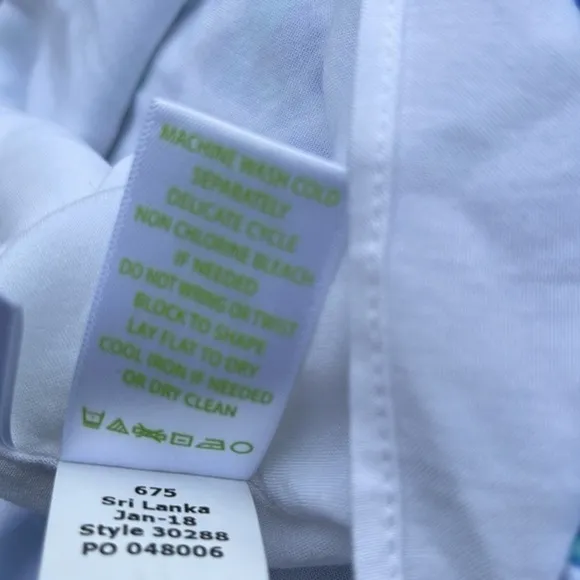 MACHINE WASH COLD
SEPARATELY
DELICATE CYCLE
NON CHLORINE BLEACH
IF NEEDED
DO NOT WRING OR TWIST
BLOCK TO SHAPE
LAY FLAT TO DRY
COOL IRON IF NEEDED
OR DRY CLEAN
675
Sri Lanka
Jan-18
Style 30288
PO 048006